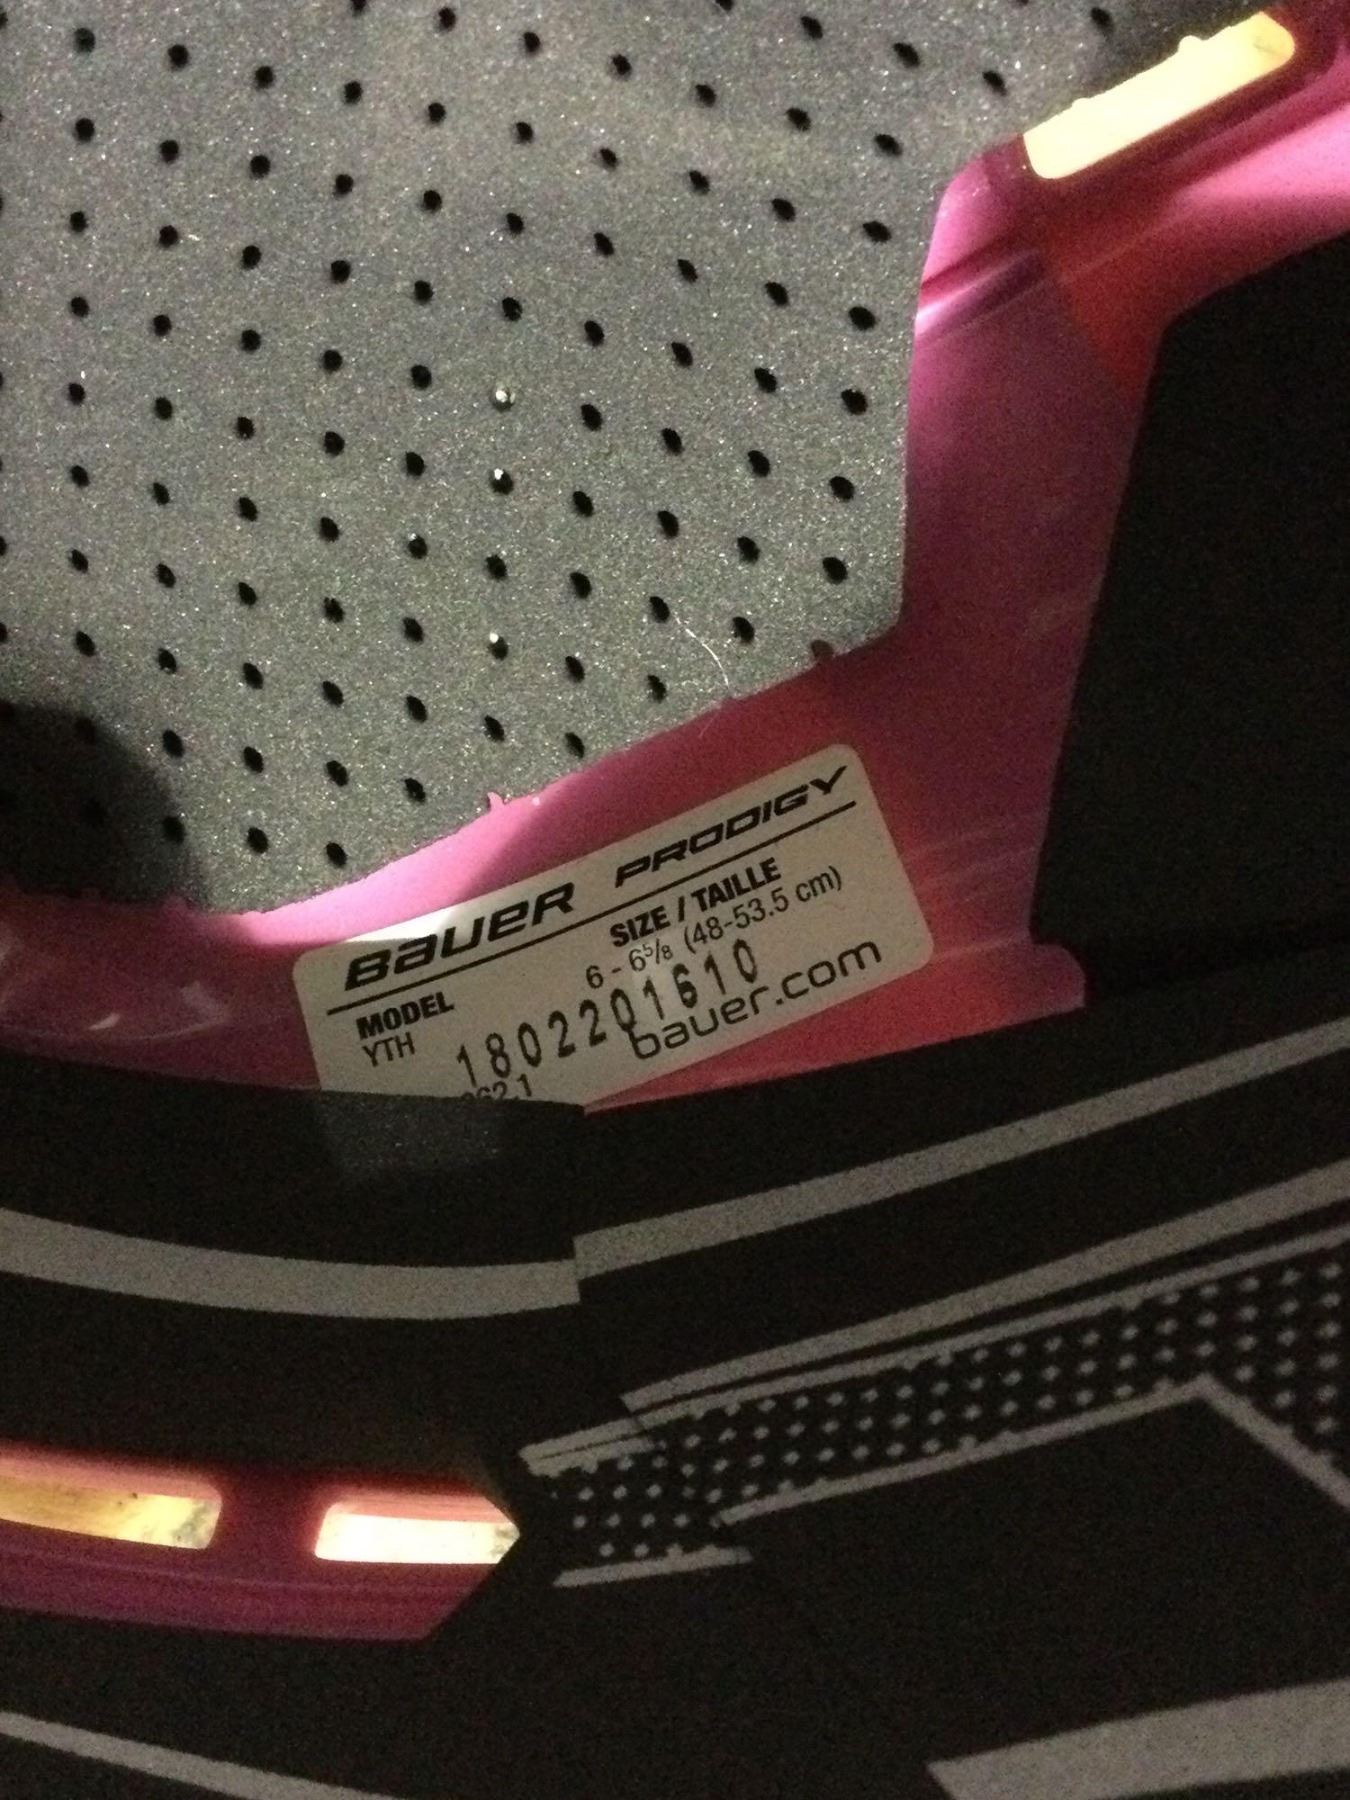 BAUER PRODIGY
MODEL
YTH
SIZE / TAILLE
6 - 6⅝ (48-53.5 cm)
1802201610
bauer.com